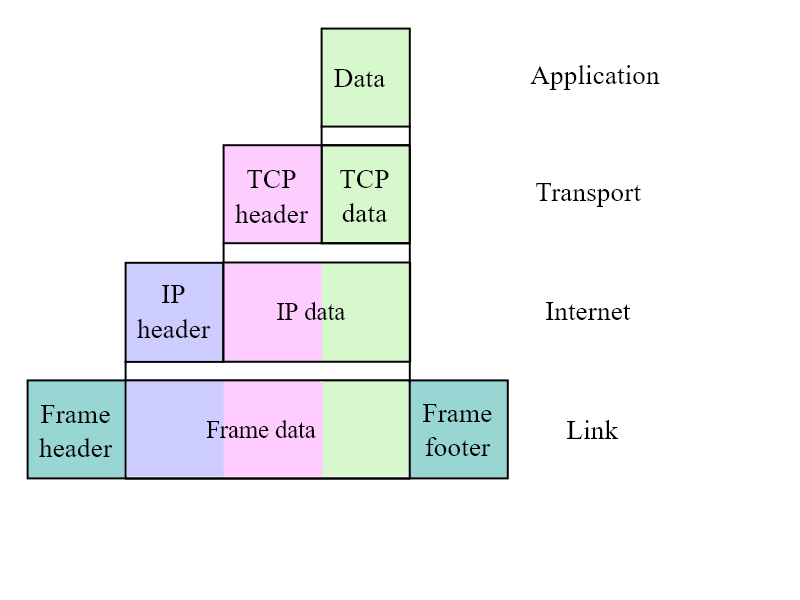 Data
Application
TCP
header
TCP
data
Transport
IP
header
IP data
Internet
Frame
header
Frame data
Frame
footer
Link